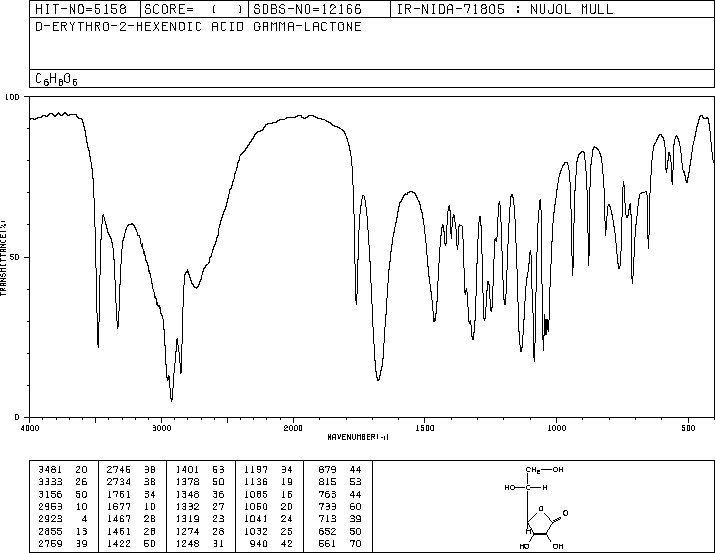 HIT-NO=5158 SCORE= ( ) SDBS-NO=12166 IR-NIDA-71805 : NUJOL MULL
D-ERYTHRO-2-HEXENOIC ACID GAMMA-LACTONE
C6H8O6
100
50
0
TRANSMITTANCE(%)
4000 3000 2000 1500 1000 500
WAVENUMBER(-1)
3481 20 2746 38 1401 53 1197 34 879 44
3333 26 2734 38 1378 50 1136 19 815 53
3156 50 1761 34 1348 36 1085 16 763 44
2953 10 1677 10 1332 27 1060 20 733 60
2923 4 1467 28 1319 23 1041 24 713 39
2855 13 1461 28 1274 28 1032 25 652 50
2769 39 1422 50 1248 31 940 42 561 70
CH2 OH
HO H
O O
H
HO OH